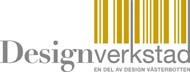 Designverkstad
EN DEL AV DESIGN VÄSTERBOTTEN